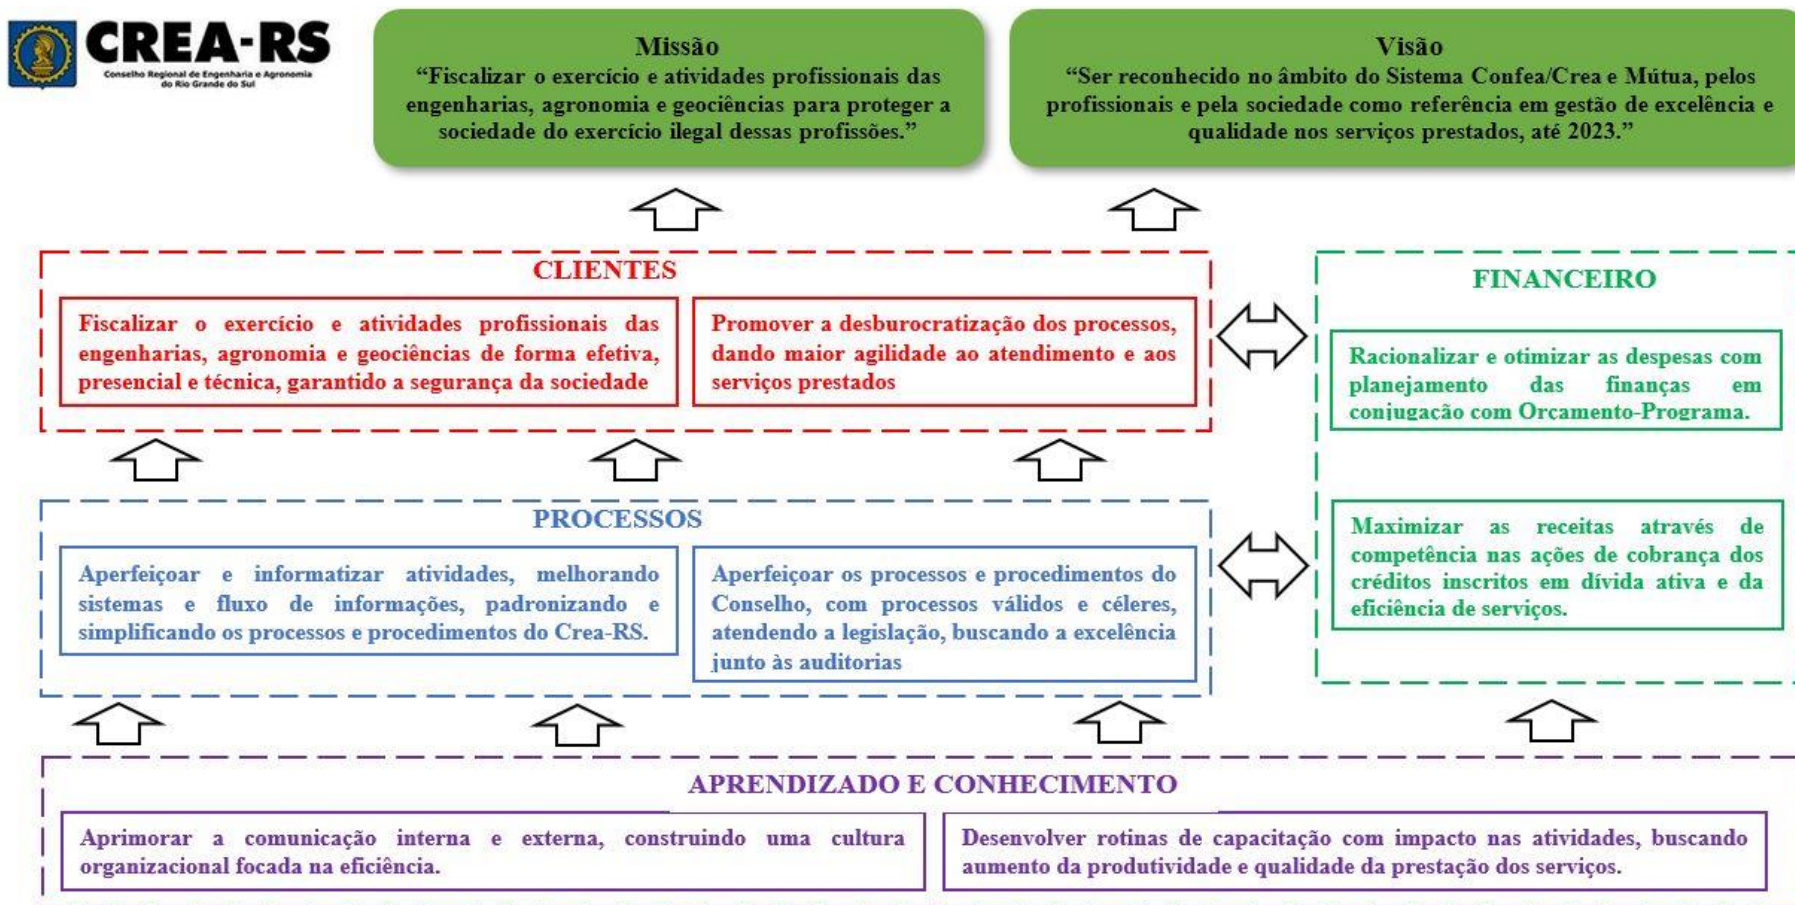 CREA-RS
Conselho Regional de Engenharia e Agronomia
do Rio Grande do Sul
Missão
“Fiscalizar o exercício e atividades profissionais das
engenharias, agronomia e geociências para proteger a
sociedade do exercício ilegal dessas profissões.”
Visão
“Ser reconhecido no âmbito do Sistema Confea/Crea e Mútua, pelos
profissionais e pela sociedade como referência em gestão de excelência e
qualidade nos serviços prestados, até 2023.”
CLIENTES
Fiscalizar o exercício e atividades profissionais das
engenharias, agronomia e geociências de forma efetiva,
presencial e técnica, garantido a segurança da sociedade
Promover a desburocratização dos processos,
dando maior agilidade ao atendimento e aos
serviços prestados
FINANCEIRO
Racionalizar e otimizar as despesas com
planejamento das finanças em
conjugação com Orçamento-Programa.
Maximizar as receitas através de
competência nas ações de cobrança dos
créditos inscritos em dívida ativa e da
eficiência de serviços.
PROCESSOS
Aperfeiçoar e informatizar atividades, melhorando
sistemas e fluxo de informações, padronizando e
simplificando os processos e procedimentos do Crea-RS.
Aperfeiçoar os processos e procedimentos do
Conselho, com processos válidos e céleres,
atendendo a legislação, buscando a excelência
junto às auditorias
APRENDIZADO E CONHECIMENTO
Aprimorar a comunicação interna e externa, construindo uma cultura
organizacional focada na eficiência.
Desenvolver rotinas de capacitação com impacto nas atividades, buscando
aumento da produtividade e qualidade da prestação dos serviços.